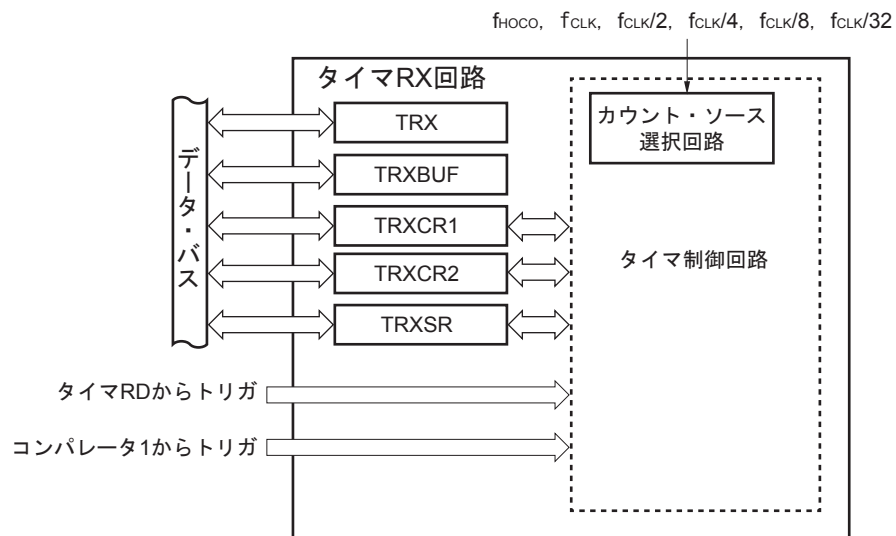 fHOCO, fCLK, fCLK/2, fCLK/4, fCLK/8, fCLK/32
タイマRX回路
データ・バス
TRX
TRXBUF
TRXCR1
TRXCR2
TRXSR
カウント・ソース
選択回路
タイマ制御回路
タイマRDからトリガ
コンパレータ1からトリガ